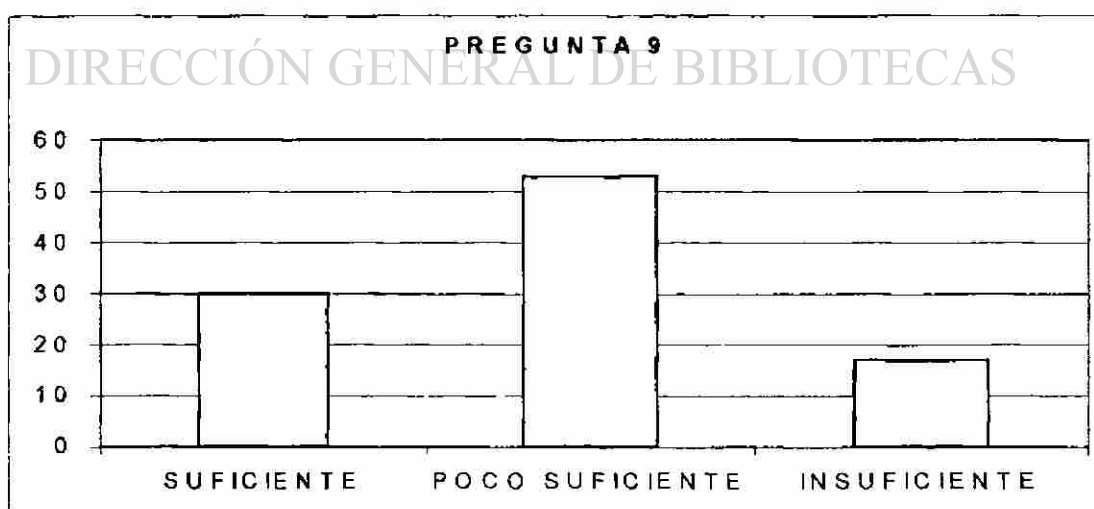 PREGUNTA 9
DIRECCIÓN GENERAL DE BIBLIOTECAS
60
50
40
30
20
10
0
SUFICIENTE POCO SUFICIENTE INSUFICIENTE